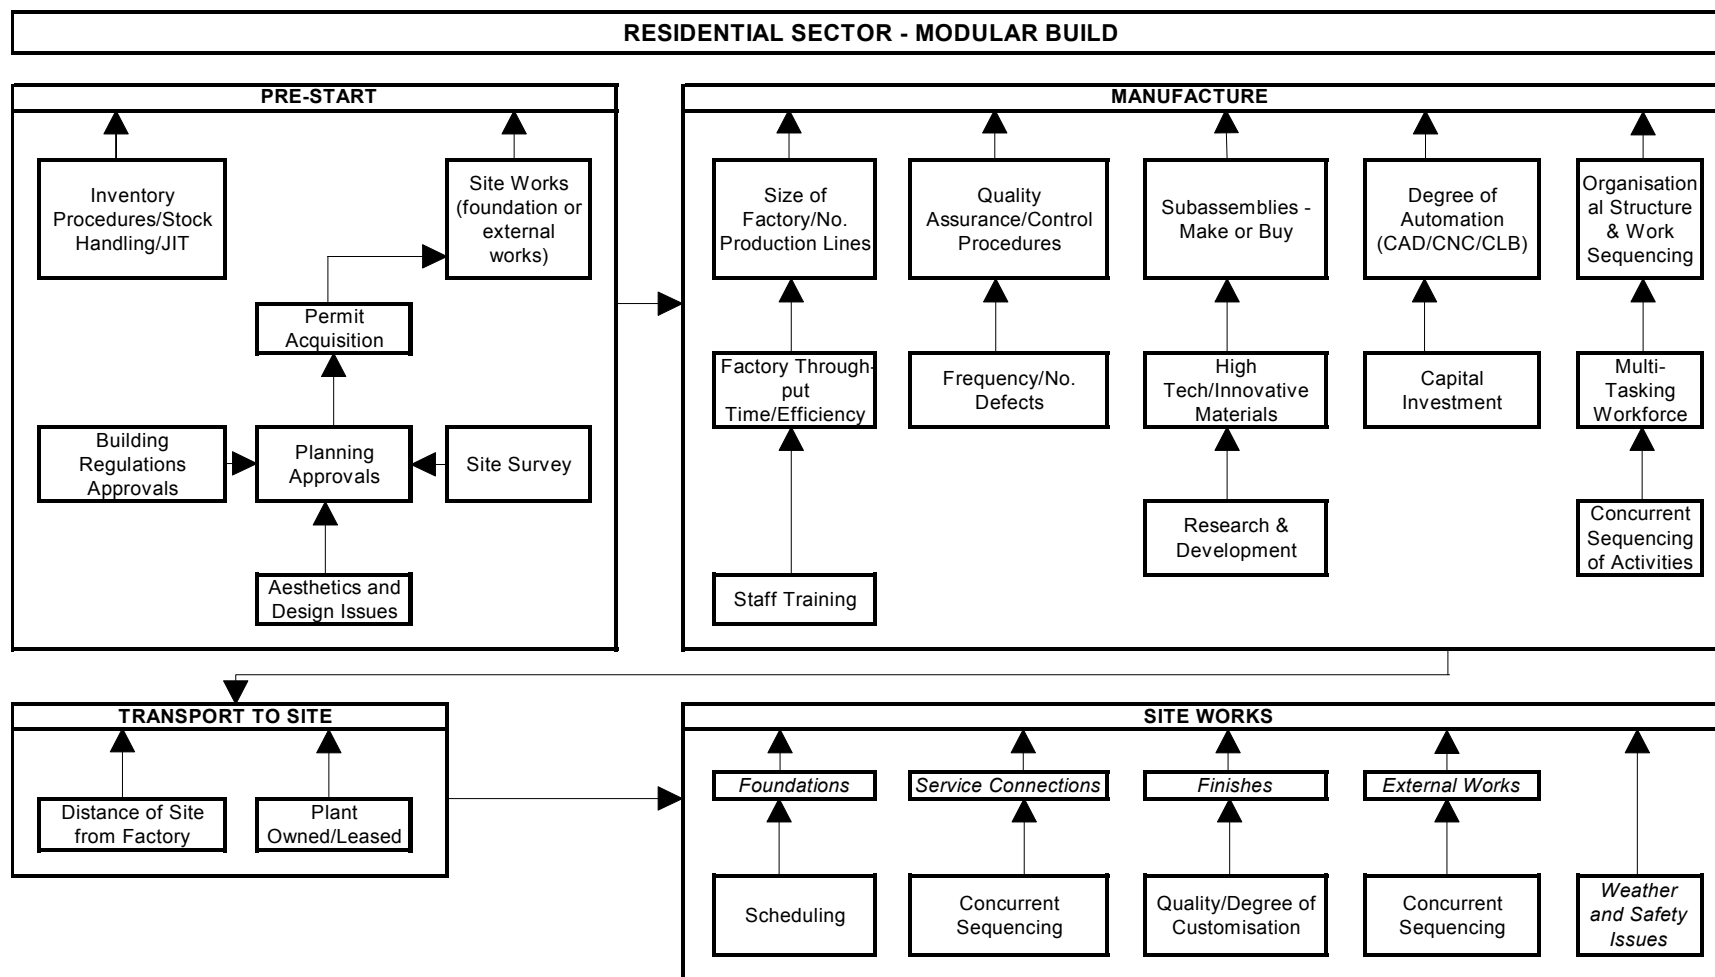 RESIDENTIAL SECTOR - MODULAR BUILD
PRE-START
Inventory
Procedures/Stock
Handling/JIT
Site Works
(foundation or
external
works)
Permit
Acquisition
Building
Regulations
Approvals
Planning
Approvals
Site Survey
Aesthetics and
Design Issues
MANUFACTURE
Size of
Factory/No.
Production Lines
Quality
Assurance/Control
Procedures
Subassemblies -
Make or Buy
Degree of
Automation
(CAD/CNC/CLB)
Organisation
al Structure
& Work
Sequencing
Factory Through-
put
Time/Efficiency
Frequency/No.
Defects
High
Tech/Innovative
Materials
Capital
Investment
Multi-
Tasking
Workforce
Research &
Development
Concurrent
Sequencing
of Activities
Staff Training
TRANSPORT TO SITE
Distance of Site
from Factory
Plant
Owned/Leased
SITE WORKS
Foundations
Service Connections
Finishes
External Works
Scheduling
Concurrent
Sequencing
Quality/Degree of
Customisation
Concurrent
Sequencing
Weather
and Safety
Issues